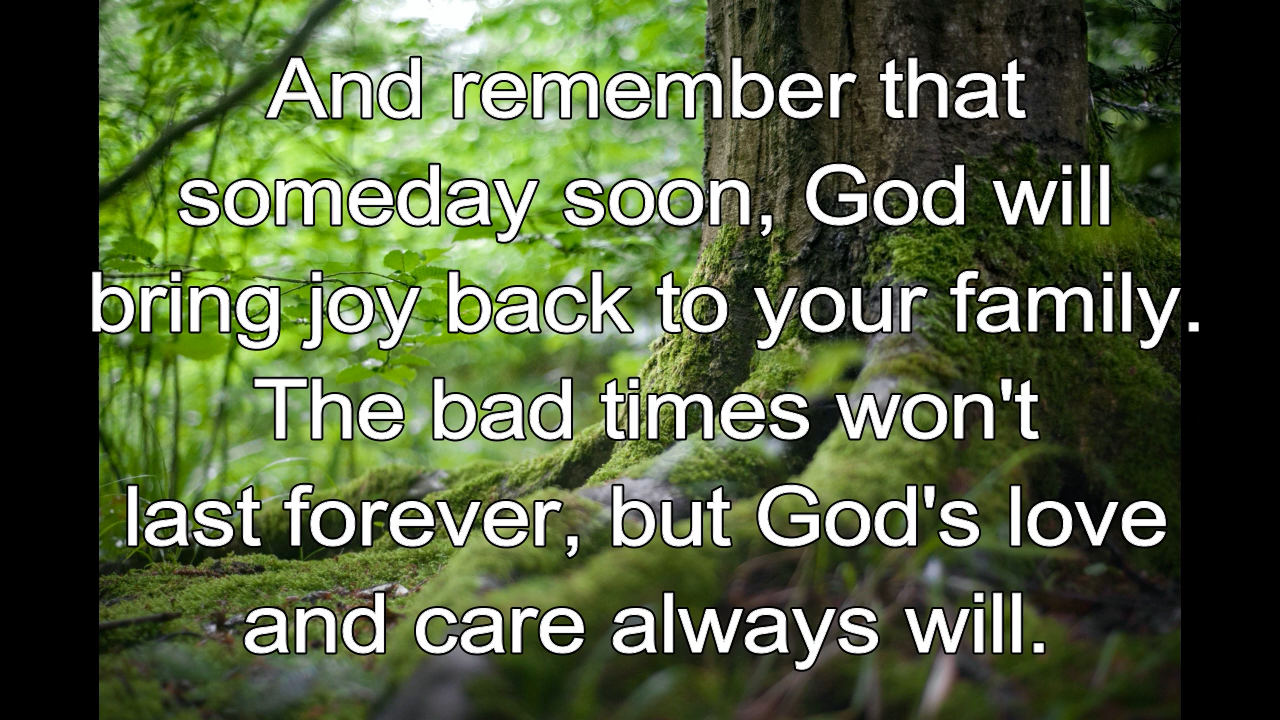 And remember that
someday soon, God will
bring joy back to your family.
The bad times won't
last forever, but God's love
and care always will.